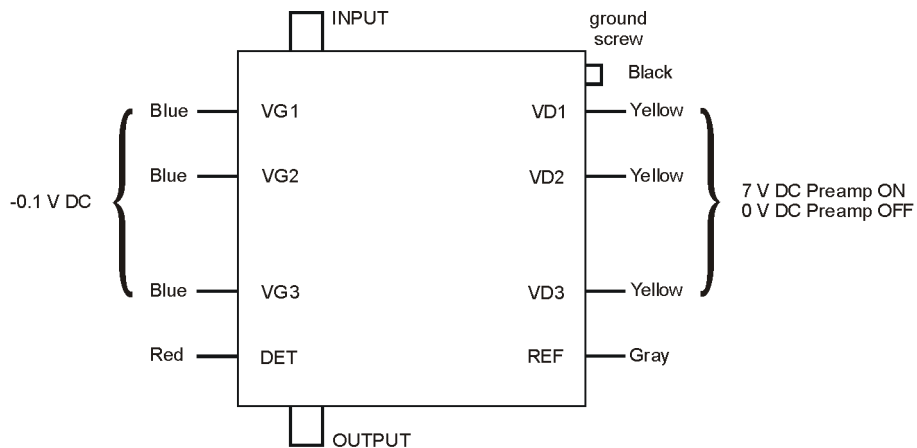 INPUT
ground
screw
Black
Blue VG1 VD1 Yellow
Blue VG2 VD2 Yellow
-0.1 V DC
7 V DC Preamp ON
0 V DC Preamp OFF
Blue VG3 VD3 Yellow
Red DET REF Gray
OUTPUT